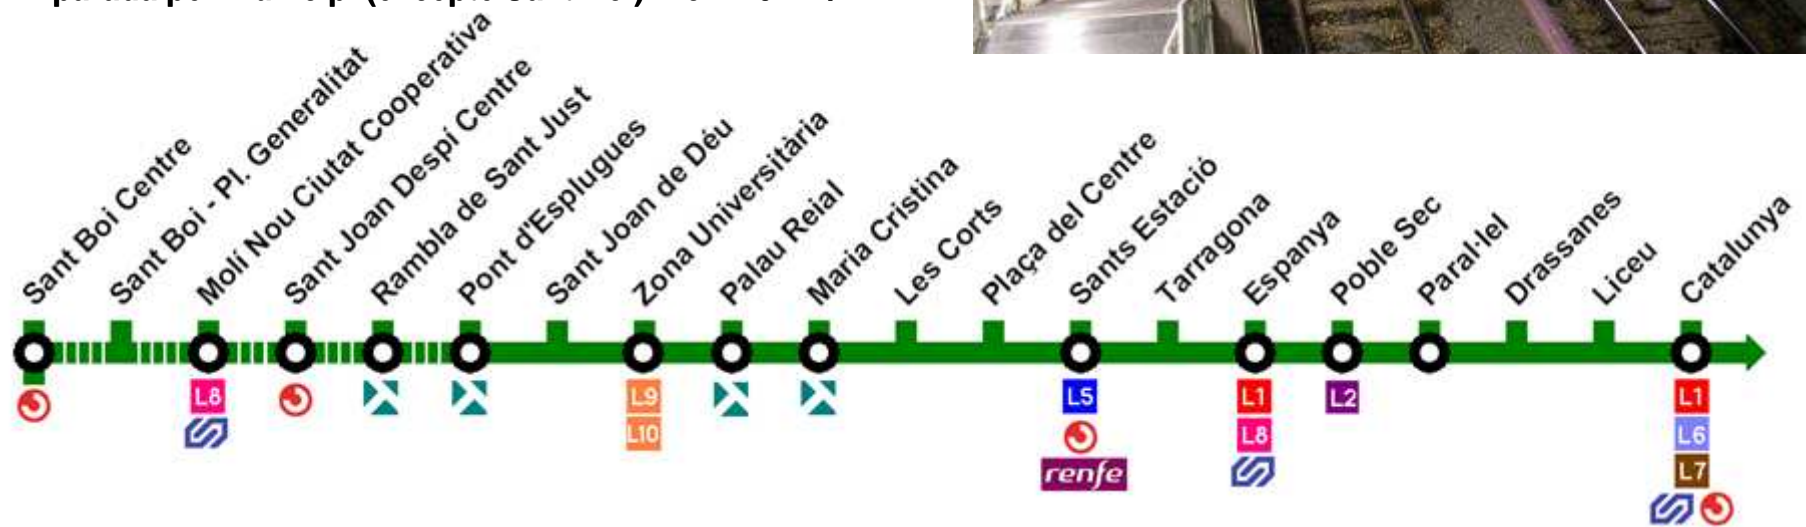 Sant Boi Centre
Sant Boi - Pl. Generalitat
Molí Nou Ciutat Cooperativa
Sant Joan Despí Centre
Rambla de Sant Just
Pont d'Esplugues
Sant Joan de Déu
Zona Universitària
Palau Reial
Maria Cristina
Les Corts
Plaça del Centre
Sants Estació
Tarragona
Espanya
Poble Sec
Paral·lel
Drassanes
Liceu
Catalunya
L8
L9
L10
L5
renfe
L1
L8
L2
L1
L6
L7